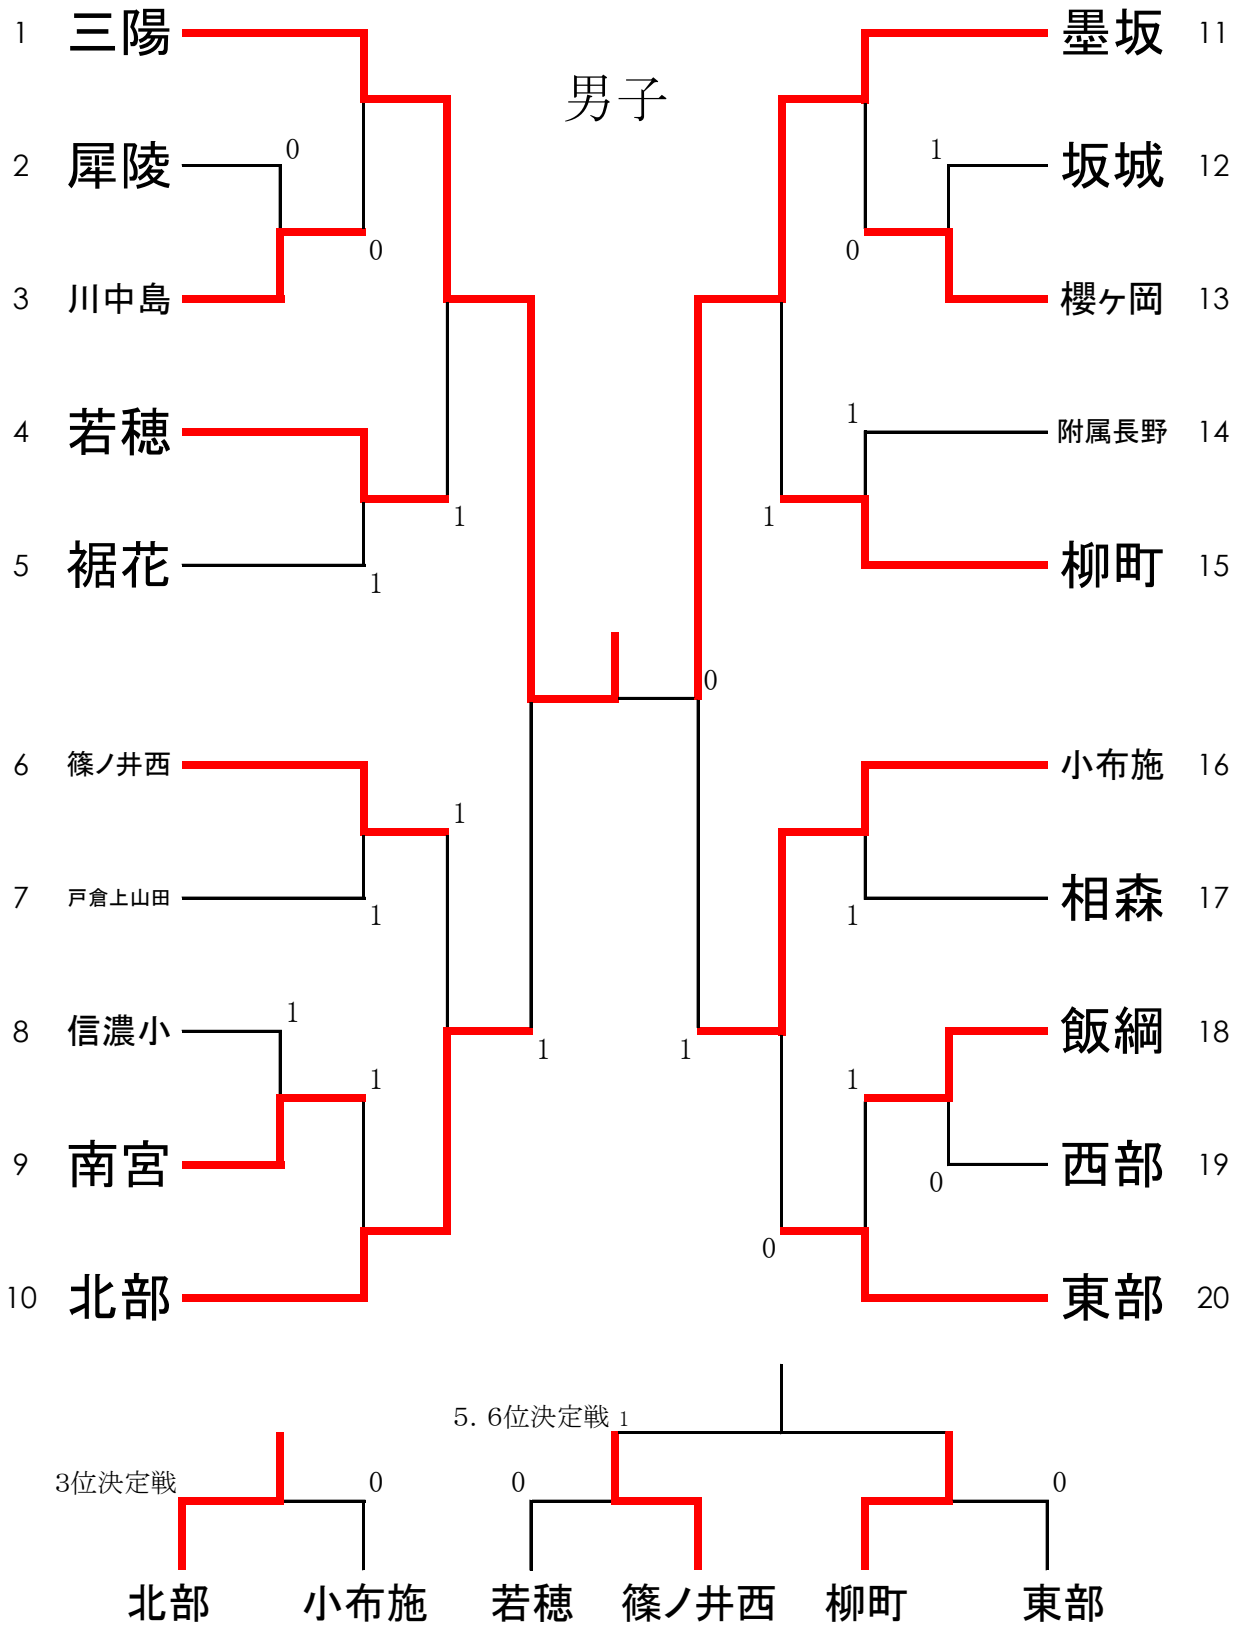 男子
1 三陽
2 犀陵 0
0
3 川中島
4 若穂
1
5 裾花
1
6 篠ノ井西
1
7 戸倉上山田
1
8 信濃小 1
1
1
9 南宮
10 北部
墨坂 11
1 坂城 12
0
櫻ヶ岡 13
1 附属長野 14
1
柳町 15
0
小布施 16
相森 17
1
飯綱 18
1
1
西部 19
0
0
東部 20
5.6位決定戦 1
3位決定戦 0 0 0
北部 小布施 若穂 篠ノ井西 柳町 東部